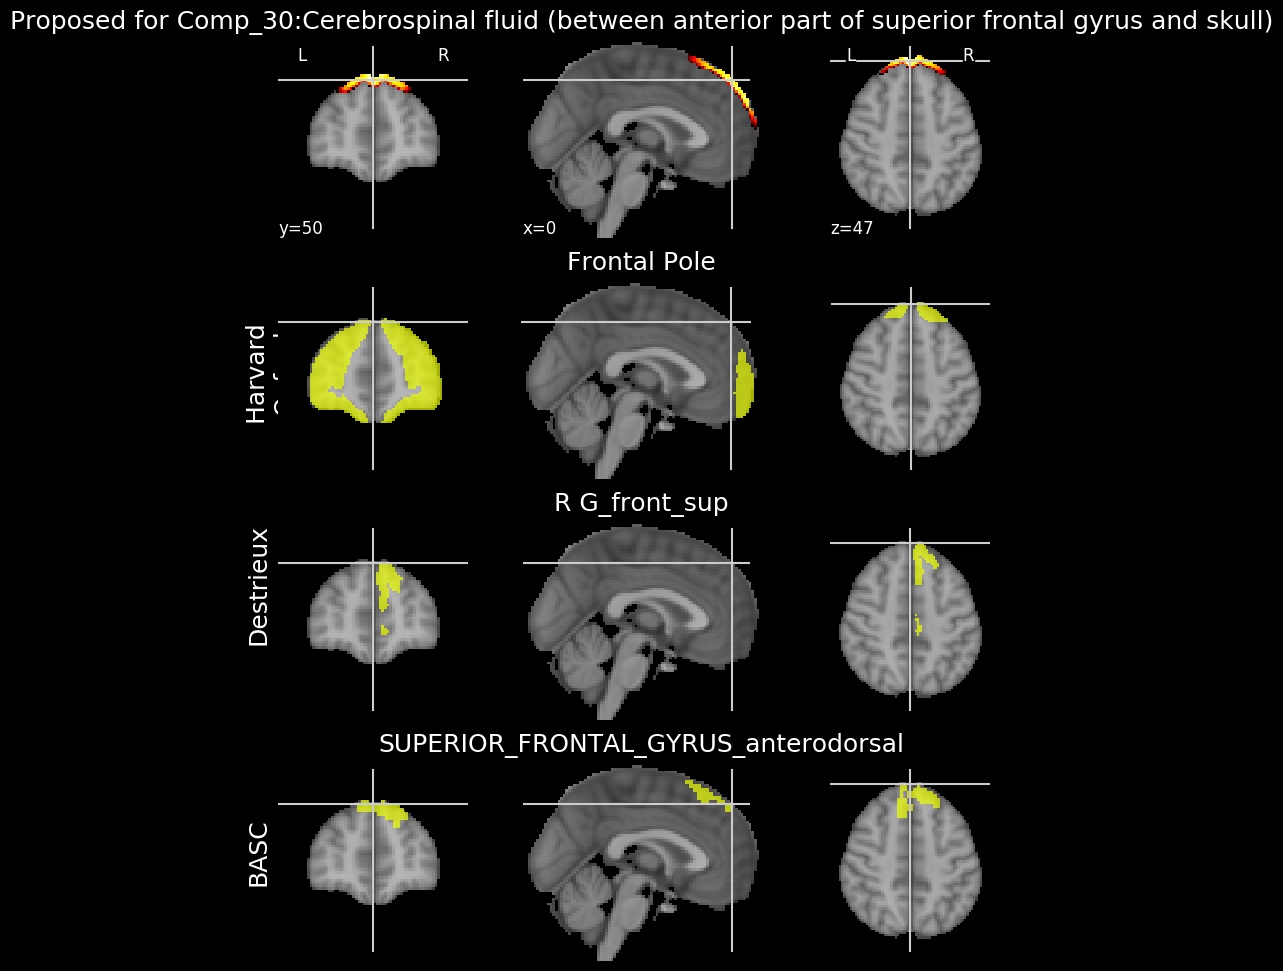 Proposed for Comp_30:Cerebrospinal fluid (between anterior part of superior frontal gyrus and skull)
L R L R
y=50 x=0 z=47
Frontal Pole
Harvard
R G_front_sup
Destrieux
SUPERIOR_FRONTAL_GYRUS_anterodorsal
BASC